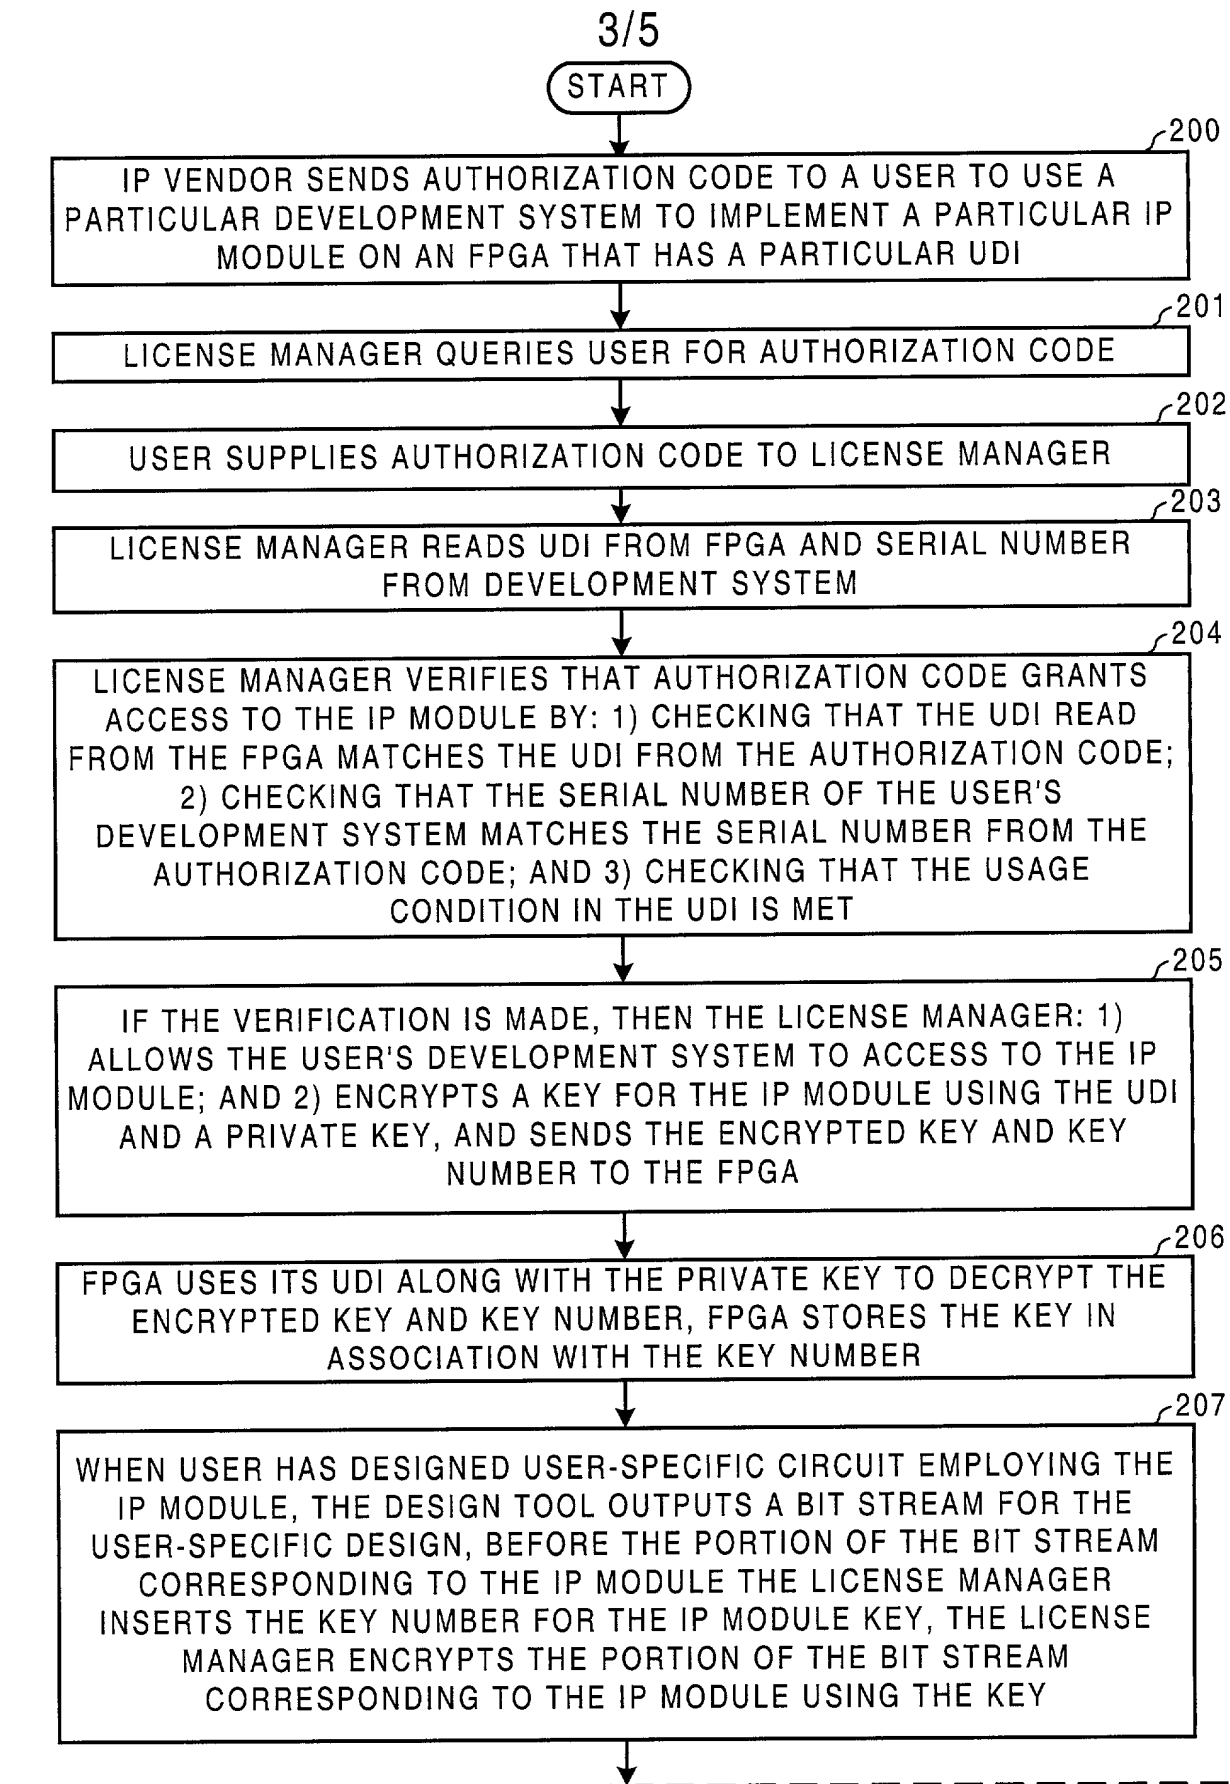 3/5
START
200
IP VENDOR SENDS AUTHORIZATION CODE TO A USER TO USE A
PARTICULAR DEVELOPMENT SYSTEM TO IMPLEMENT A PARTICULAR IP
MODULE ON AN FPGA THAT HAS A PARTICULAR UDI
201
LICENSE MANAGER QUERIES USER FOR AUTHORIZATION CODE
202
USER SUPPLIES AUTHORIZATION CODE TO LICENSE MANAGER
203
LICENSE MANAGER READS UDI FROM FPGA AND SERIAL NUMBER
FROM DEVELOPMENT SYSTEM
204
LICENSE MANAGER VERIFIES THAT AUTHORIZATION CODE GRANTS
ACCESS TO THE IP MODULE BY: 1) CHECKING THAT THE UDI READ
FROM THE FPGA MATCHES THE UDI FROM THE AUTHORIZATION CODE;
2) CHECKING THAT THE SERIAL NUMBER OF THE USER'S
DEVELOPMENT SYSTEM MATCHES THE SERIAL NUMBER FROM THE
AUTHORIZATION CODE; AND 3) CHECKING THAT THE USAGE
CONDITION IN THE UDI IS MET
205
IF THE VERIFICATION IS MADE, THEN THE LICENSE MANAGER: 1)
ALLOWS THE USER'S DEVELOPMENT SYSTEM TO ACCESS TO THE IP
MODULE; AND 2) ENCRYPTS A KEY FOR THE IP MODULE USING THE UDI
AND A PRIVATE KEY, AND SENDS THE ENCRYPTED KEY AND KEY
NUMBER TO THE FPGA
206
FPGA USES ITS UDI ALONG WITH THE PRIVATE KEY TO DECRYPT THE
ENCRYPTED KEY AND KEY NUMBER, FPGA STORES THE KEY IN
ASSOCIATION WITH THE KEY NUMBER
207
WHEN USER HAS DESIGNED USER-SPECIFIC CIRCUIT EMPLOYING THE
IP MODULE, THE DESIGN TOOL OUTPUTS A BIT STREAM FOR THE
USER-SPECIFIC DESIGN, BEFORE THE PORTION OF THE BIT STREAM
CORRESPONDING TO THE IP MODULE THE LICENSE MANAGER
INSERTS THE KEY NUMBER FOR THE IP MODULE KEY, THE LICENSE
MANAGER ENCRYPTS THE PORTION OF THE BIT STREAM
CORRESPONDING TO THE IP MODULE USING THE KEY